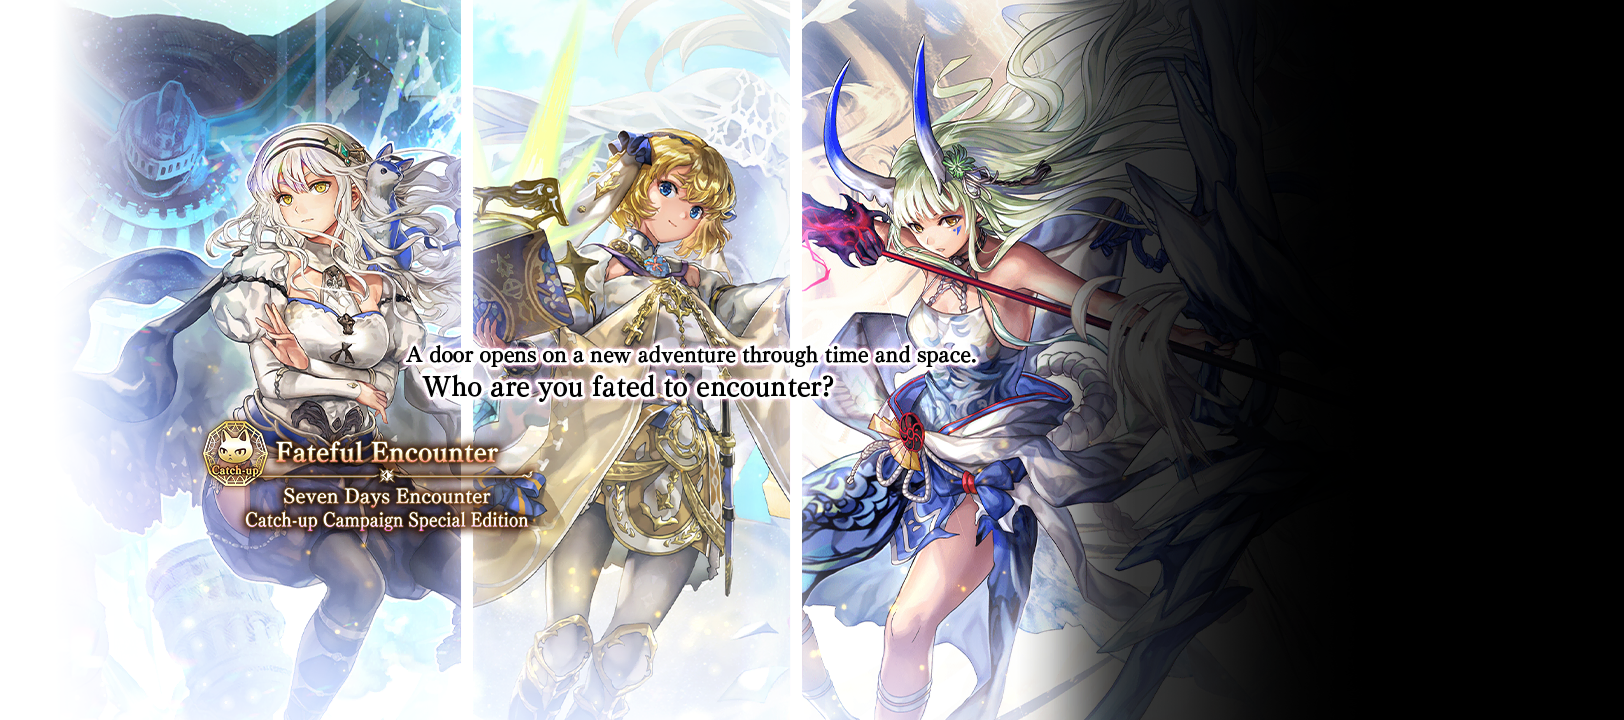 A door opens on a new adventure through time and space.
Who are you fated to encounter?
Catch-up
Fateful Encounter
Seven Days Encounter
Catch-up Campaign Special Edition